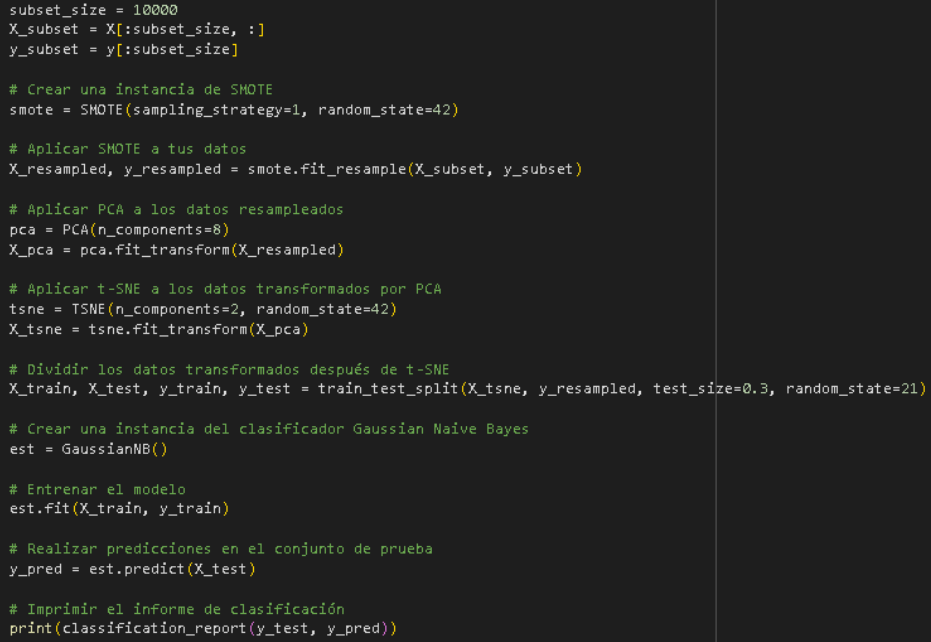 subset_size = 10000
X_subset = X[:subset_size, :]
y_subset = y[:subset_size]
# Crear una instancia de SMOTE
smote = SMOTE(sampling_strategy=1, random_state=42)
# Aplicar SMOTE a tus datos
X_resampled, y_resampled = smote.fit_resample(X_subset, y_subset)
# Aplicar PCA a los datos resampleados
pca = PCA(n_components=8)
X_pca = pca.fit_transform(X_resampled)
# Aplicar t-SNE a los datos transformados por PCA
tsne = TSNE(n_components=2, random_state=42)
X_tsne = tsne.fit_transform(X_pca)
# Dividir los datos transformados después de t-SNE
X_train, X_test, y_train, y_test = train_test_split(X_tsne, y_resampled, test_size=0.3, random_state=21)
# Crear una instancia del clasificador Gaussian Naive Bayes
est = GaussianNB()
# Entrenar el modelo
est.fit(X_train, y_train)
# Realizar predicciones en el conjunto de prueba
y_pred = est.predict(X_test)
# Imprimir el informe de clasificación
print(classification_report(y_test, y_pred))